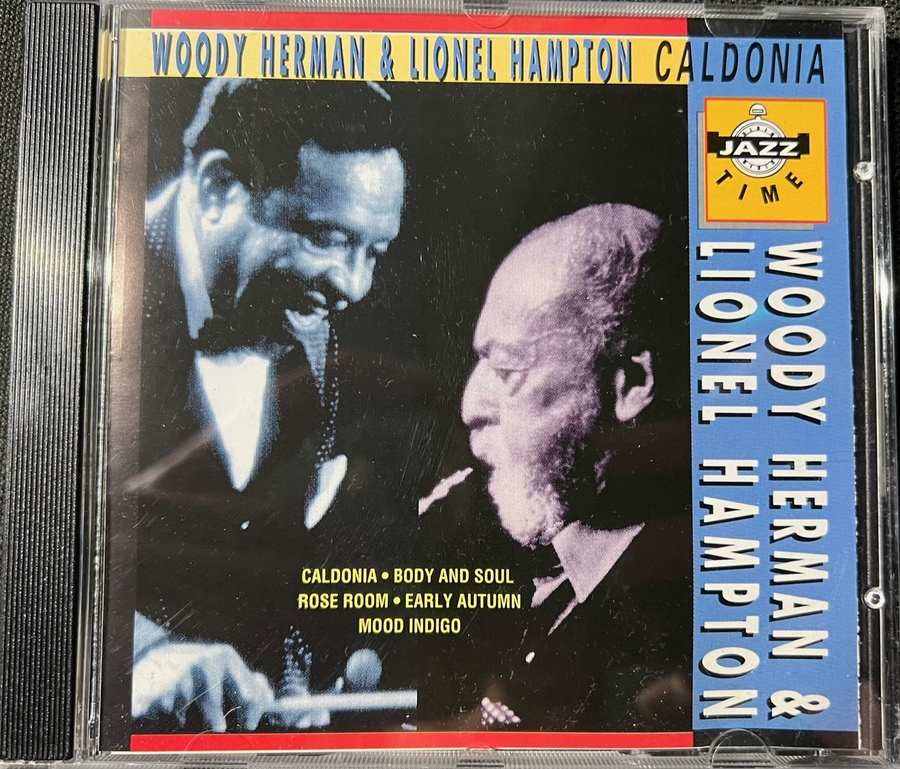 WOODY HERMAN & LIONEL HAMPTON CALDONIA
JAZZ
TIME
WOODY HERMAN &
LIONEL HAMPTON
CALDONIA • BODY AND SOUL
ROSE ROOM • EARLY AUTUMN
MOOD INDIGO